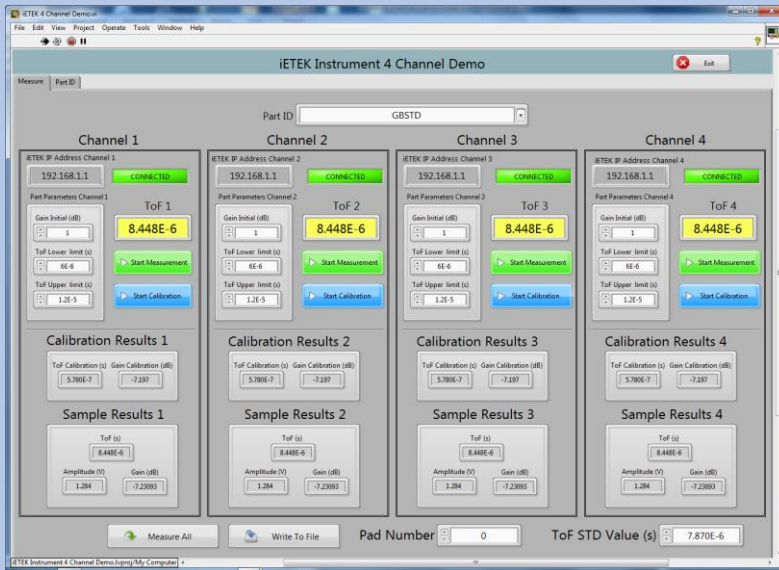 iETEK 4 Channel Demo.vi
File Edit View Project Operate Tools Window Help
iETEK Instrument 4 Channel Demo
Exit
Measure Part ID
Part ID GBSTD
Channel 1 Channel 2 Channel 3 Channel 4
iETEK IP Address Channel 1 iETEK IP Address Channel 2 iETEK IP Address Channel 3 iETEK IP Address Channel 4
192.168.1.1 CONNECTED 192.168.1.1 CONNECTED 192.168.1.1 CONNECTED 192.168.1.1 CONNECTED
Part Parameters Channel 1 Part Parameters Channel 2 Part Parameters Channel 3 Part Parameters Channel 4
ToF 1 ToF 2 ToF 3 ToF 4
Gain Initial (dB) Gain Initial (dB) Gain Initial (dB) Gain Initial (dB)
1 8.448E-6 1 8.448E-6 1 8.448E-6 1 8.448E-6
ToF Lower limit (s) ToF Lower limit (s) ToF Lower limit (s) ToF Lower limit (s)
6E-6 Start Measurement 6E-6 Start Measurement 6E-6 Start Measurement 6E-6 Start Measurement
ToF Upper limit (s) ToF Upper limit (s) ToF Upper limit (s) ToF Upper limit (s)
1.2E-5 Start Calibration 1.2E-5 Start Calibration 1.2E-5 Start Calibration 1.2E-5 Start Calibration
Calibration Results 1 Calibration Results 2 Calibration Results 3 Calibration Results 4
ToF Calibration (s) Gain Calibration (dB) ToF Calibration (s) Gain Calibration (dB) ToF Calibration (s) Gain Calibration (dB) ToF Calibration (s) Gain Calibration (dB)
5.780E-7 -7.197 5.780E-7 -7.197 5.780E-7 -7.197 5.780E-7 -7.197
Sample Results 1 Sample Results 2 Sample Results 3 Sample Results 4
ToF (s) ToF (s) ToF (s) ToF (s)
8.448E-6 8.448E-6 8.448E-6 8.448E-6
Amplitude (V) Gain (dB) Amplitude (V) Gain (dB) Amplitude (V) Gain (dB) Amplitude (V) Gain (dB)
1.284 -7.23093 1.284 -7.23093 1.284 -7.23093 1.284 -7.23093
Measure All Write To File Pad Number 0 ToF STD Value (s) 7.870E-6
iETEK Instrument 4 Channel Demo.lvproj/My Computer